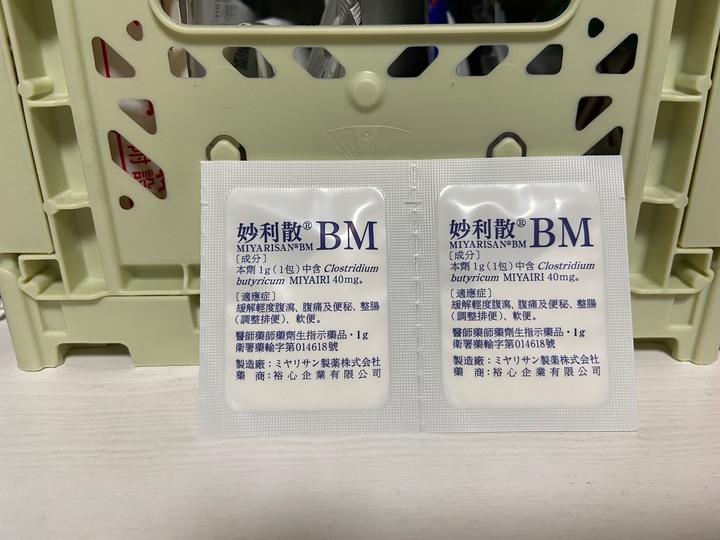 妙利散® BM
MIYARISAN®BM
〔成分〕
本劑1g(1包)中含 Clostridium
butyricum MIYAIRI 40mg。
〔適應症〕
緩解輕度腹瀉、腹痛及便秘、整腸
(調整排便)、軟便。
醫師藥師藥劑生指示藥品・1g
衛署藥輸字第014618號
製造廠：ミヤリサン製薬株式会社
藥 商：裕心企業有限公司
妙利散® BM
MIYARISAN®BM
〔成分〕
本劑1g(1包)中含 Clostridium
butyricum MIYAIRI 40mg。
〔適應症〕
緩解輕度腹瀉、腹痛及便秘、整腸
(調整排便)、軟便。
醫師藥師藥劑生指示藥品・1g
衛署藥輸字第014618號
製造廠：ミヤリサン製薬株式会社
藥 商：裕心企業有限公司